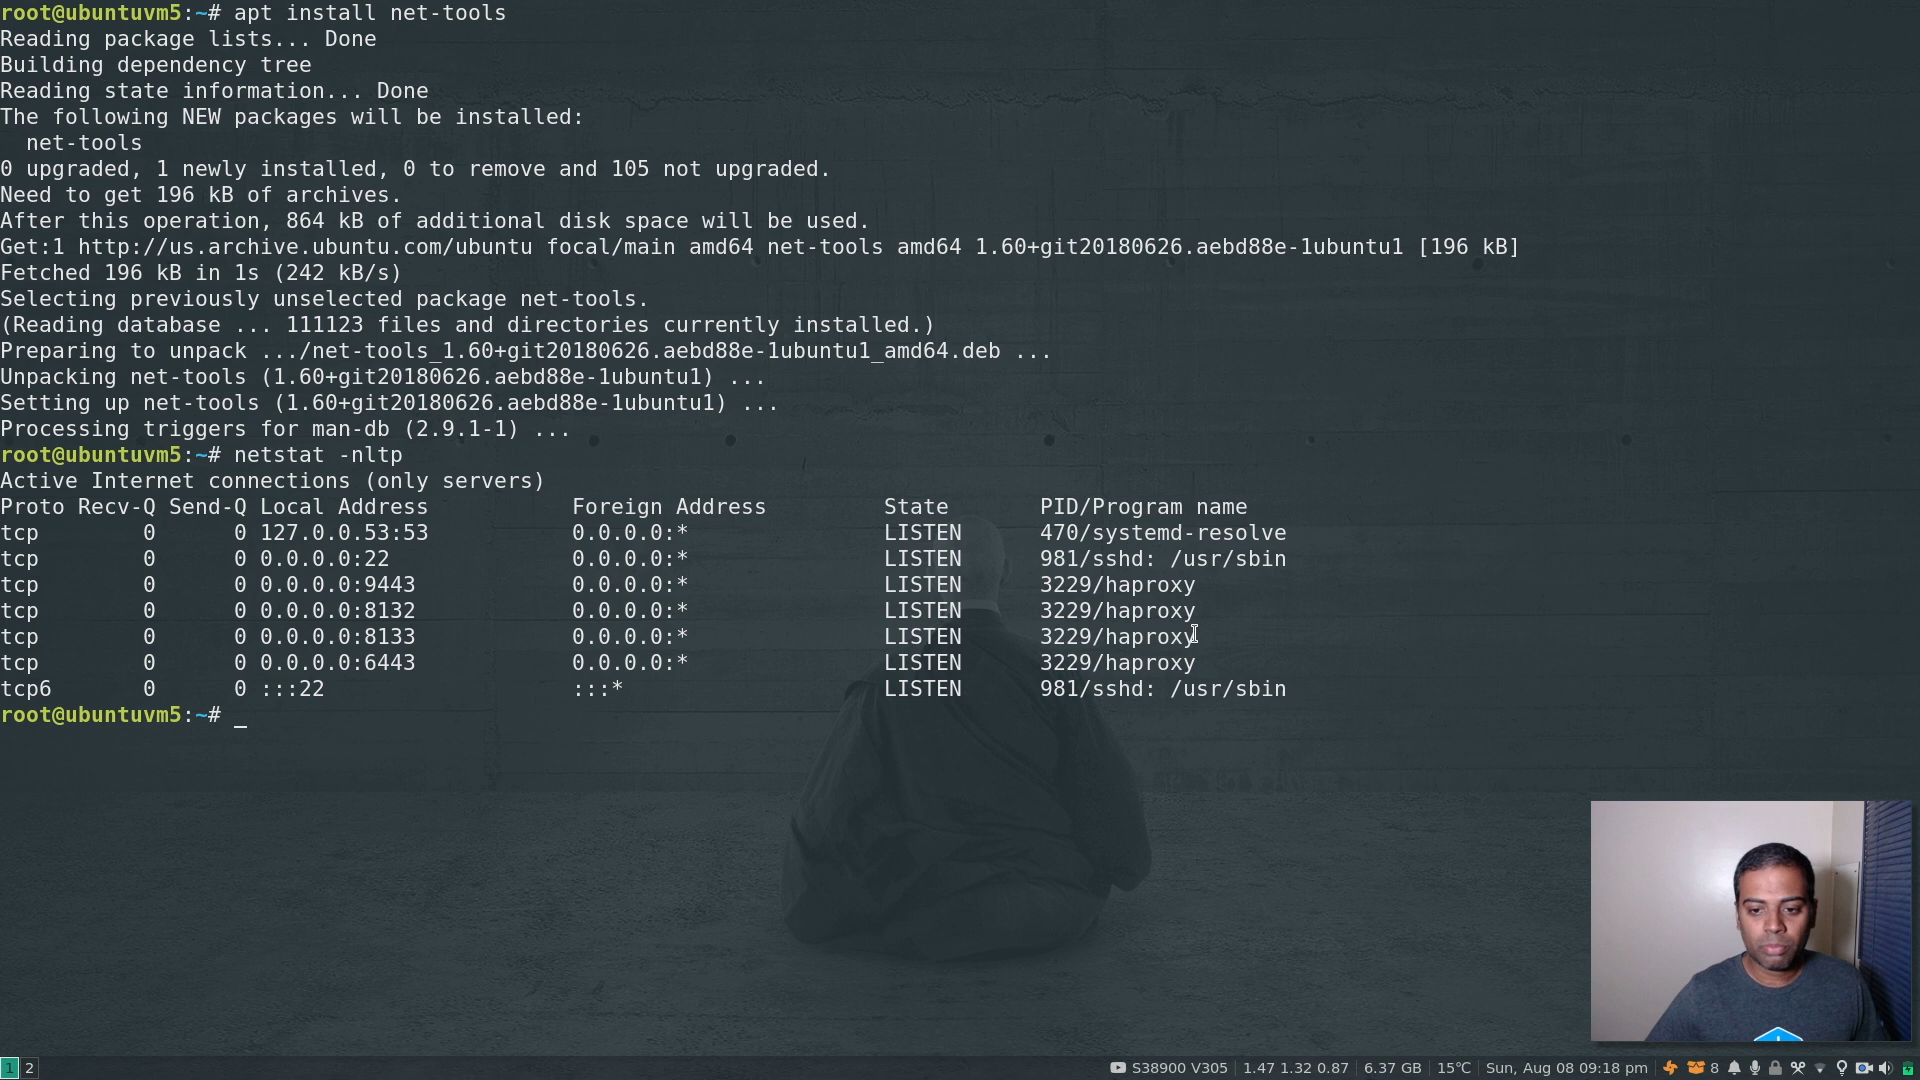 root@ubuntuvm5:~# apt install net-tools
Reading package lists... Done
Building dependency tree
Reading state information... Done
The following NEW packages will be installed:
  net-tools
0 upgraded, 1 newly installed, 0 to remove and 105 not upgraded.
Need to get 196 kB of archives.
After this operation, 864 kB of additional disk space will be used.
Get:1 http://us.archive.ubuntu.com/ubuntu focal/main amd64 net-tools amd64 1.60+git20180626.aebd88e-1ubuntu1 [196 kB]
Fetched 196 kB in 1s (242 kB/s)
Selecting previously unselected package net-tools.
(Reading database ... 111123 files and directories currently installed.)
Preparing to unpack .../net-tools_1.60+git20180626.aebd88e-1ubuntu1_amd64.deb ...
Unpacking net-tools (1.60+git20180626.aebd88e-1ubuntu1) ...
Setting up net-tools (1.60+git20180626.aebd88e-1ubuntu1) ...
Processing triggers for man-db (2.9.1-1) ...
root@ubuntuvm5:~# netstat -nltp
Active Internet connections (only servers)
Proto Recv-Q Send-Q Local Address           Foreign Address         State       PID/Program name
tcp        0      0 127.0.0.53:53           0.0.0.0:*               LISTEN      470/systemd-resolve
tcp        0      0 0.0.0.0:22              0.0.0.0:*               LISTEN      981/sshd: /usr/sbin
tcp        0      0 0.0.0.0:9443            0.0.0.0:*               LISTEN      3229/haproxy
tcp        0      0 0.0.0.0:8132            0.0.0.0:*               LISTEN      3229/haproxy
tcp        0      0 0.0.0.0:8133            0.0.0.0:*               LISTEN      3229/haproxy
tcp        0      0 0.0.0.0:6443            0.0.0.0:*               LISTEN      3229/haproxy
tcp6       0      0 :::22                   :::*                    LISTEN      981/sshd: /usr/sbin
root@ubuntuvm5:~# _
1 2 S38900 V305 1.47 1.32 0.87 6.37 GB 15℃ Sun, Aug 08 09:18 pm 8